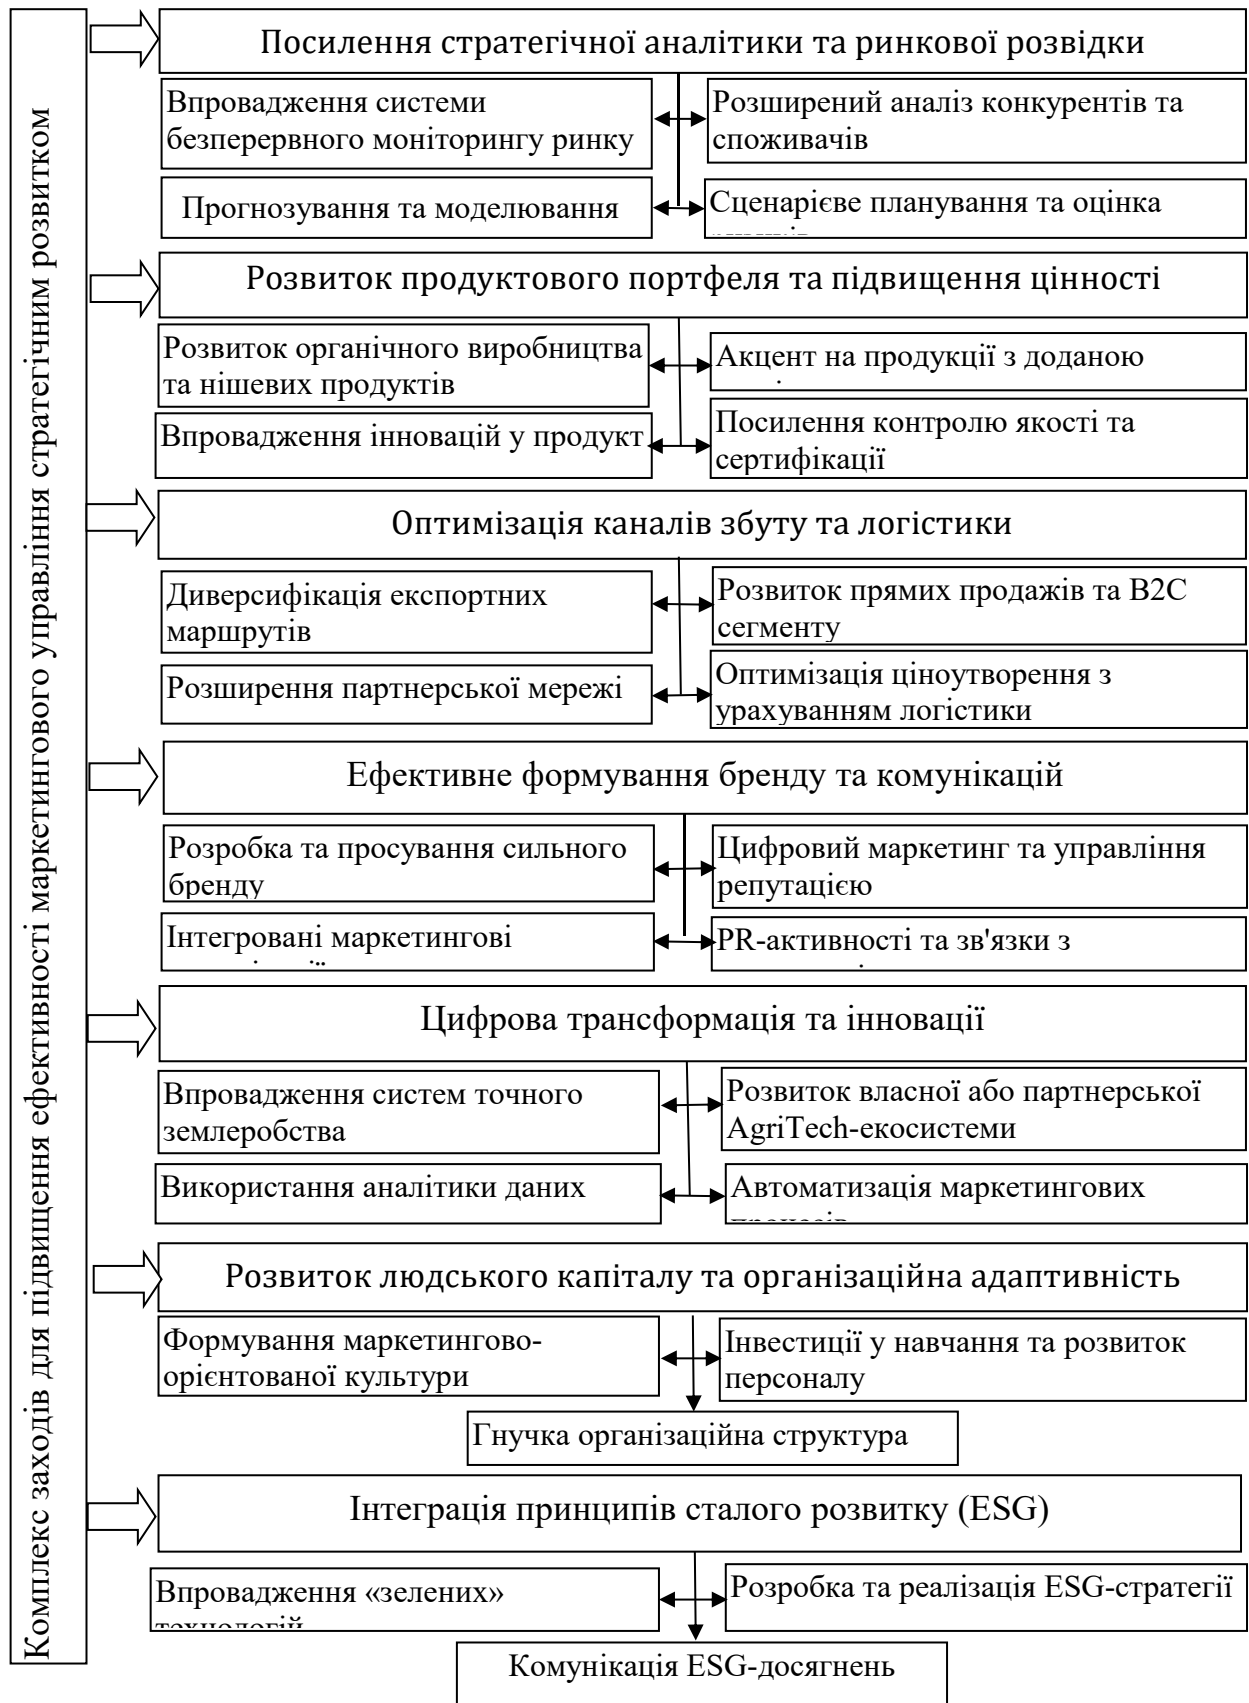 Комплекс заходів для підвищення ефективності маркетингового управління стратегічним розвитком
Посилення стратегічної аналітики та ринкової розвідки
Впровадження системи
безперервного моніторингу ринку
Розширений аналіз конкурентів та
споживачів
Прогнозування та моделювання
Сценарієве планування та оцінка
Розвиток продуктового портфеля та підвищення цінності
Розвиток органічного виробництва
та нішевих продуктів
Акцент на продукції з доданою
Впровадження інновацій у продукт
Посилення контролю якості та
сертифікації
Оптимізація каналів збуту та логістики
Диверсифікація експортних
маршрутів
Розвиток прямих продажів та B2C
сегменту
Розширення партнерської мережі
Оптимізація ціноутворення з
урахуванням логістики
Ефективне формування бренду та комунікацій
Розробка та просування сильного
бренду
Цифровий маркетинг та управління
репутацією
Інтегровані маркетингові
PR-активності та зв'язки з
Цифрова трансформація та інновації
Впровадження систем точного
землеробства
Розвиток власної або партнерської
AgriTech-екосистеми
Використання аналітики даних
Автоматизація маркетингових
Розвиток людського капіталу та організаційна адаптивність
Формування маркетингово-
орієнтованої культури
Інвестиції у навчання та розвиток
персоналу
Гнучка організаційна структура
Інтеграція принципів сталого розвитку (ESG)
Впровадження «зелених»
технологій
Розробка та реалізація ESG-стратегії
Комунікація ESG-досягнень